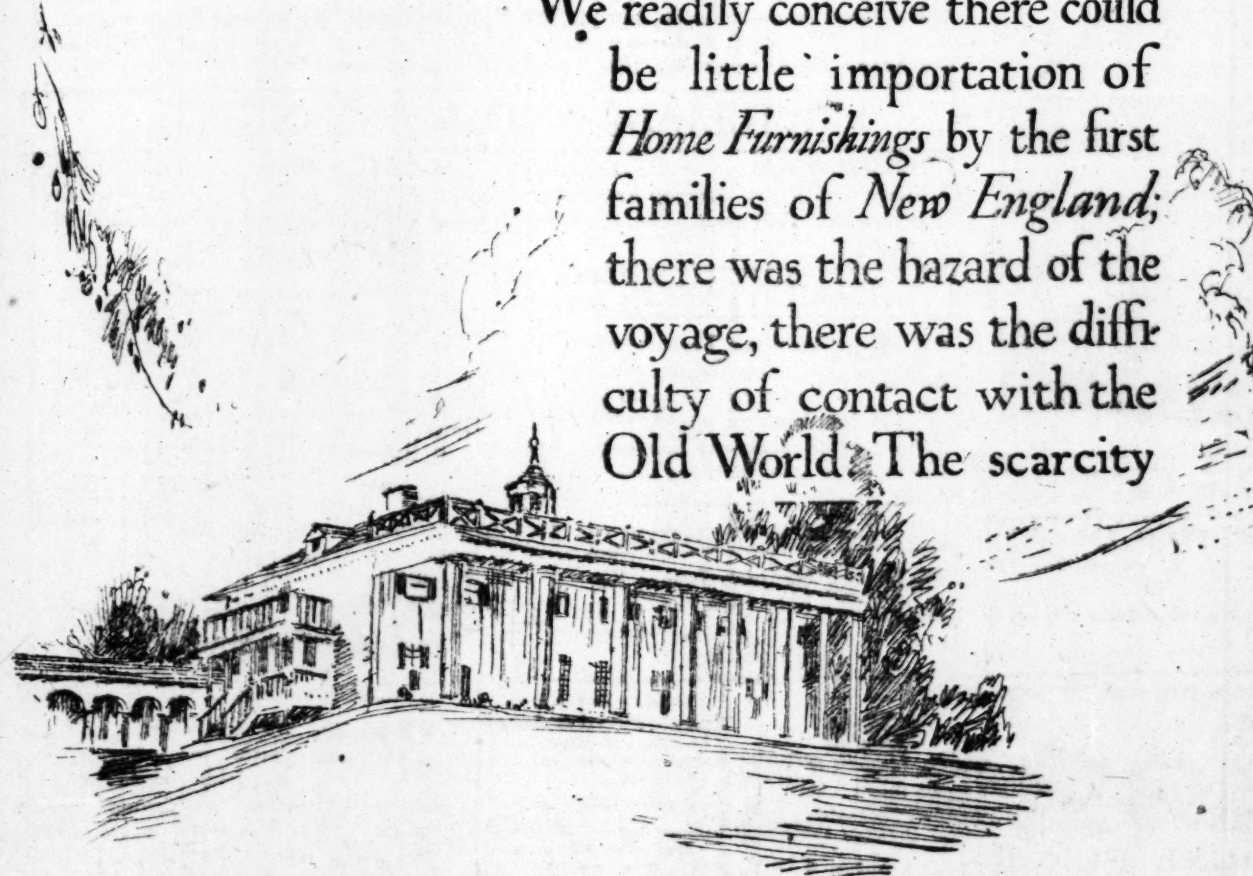 We readily conceive there could
be little importation of
Home Furnishings by the first
families of New England;
there was the hazard of the
voyage, there was the diffi-
culty of contact with the
Old World. The scarcity